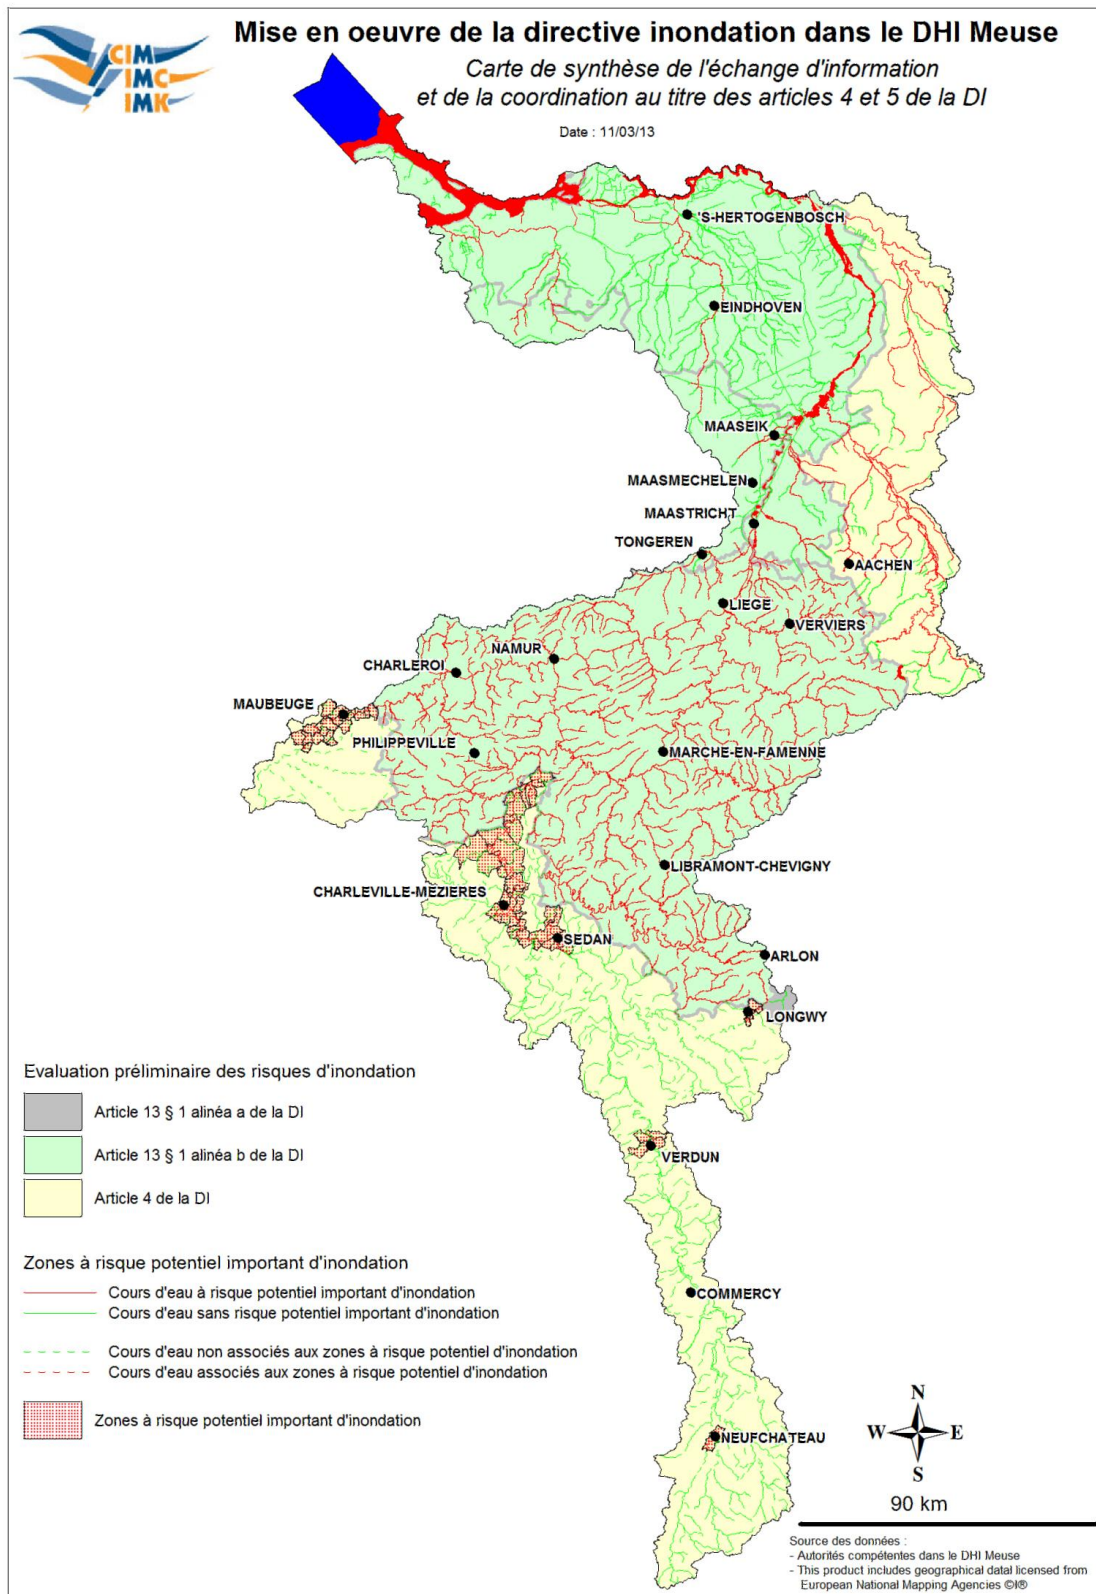 CIM
IMC
IMK
Mise en oeuvre de la directive inondation dans le DHI Meuse
Carte de synthèse de l'échange d'information
et de la coordination au titre des articles 4 et 5 de la DI
Date : 11/03/13
'S-HERTOGENBOSCH
EINDHOVEN
MAASEIK
MAASMECHELEN
MAASTRICHT
TONGEREN
AACHEN
LIEGE
VERVIERS
NAMUR
CHARLEROI
MAUBEUGE
PHILIPPEVILLE
MARCHE-EN-FAMENNE
LIBRAMONT-CHEVIGNY
CHARLEVILLE-MEZIERES
SEDAN
ARLON
LONGWY
VERDUN
COMMERCY
NEUFCHATEAU
Evaluation préliminaire des risques d'inondation
Article 13 § 1 alinéa a de la DI
Article 13 § 1 alinéa b de la DI
Article 4 de la DI
Zones à risque potentiel important d'inondation
Cours d'eau à risque potentiel important d'inondation
Cours d'eau sans risque potentiel important d'inondation
Cours d'eau non associés aux zones à risque potentiel d'inondation
Cours d'eau associés aux zones à risque potentiel d'inondation
Zones à risque potentiel important d'inondation
N
W E
S
90 km
Source des données :
- Autorités compétentes dans le DHI Meuse
- This product includes geographical datal licensed from
European National Mapping Agencies ©I®